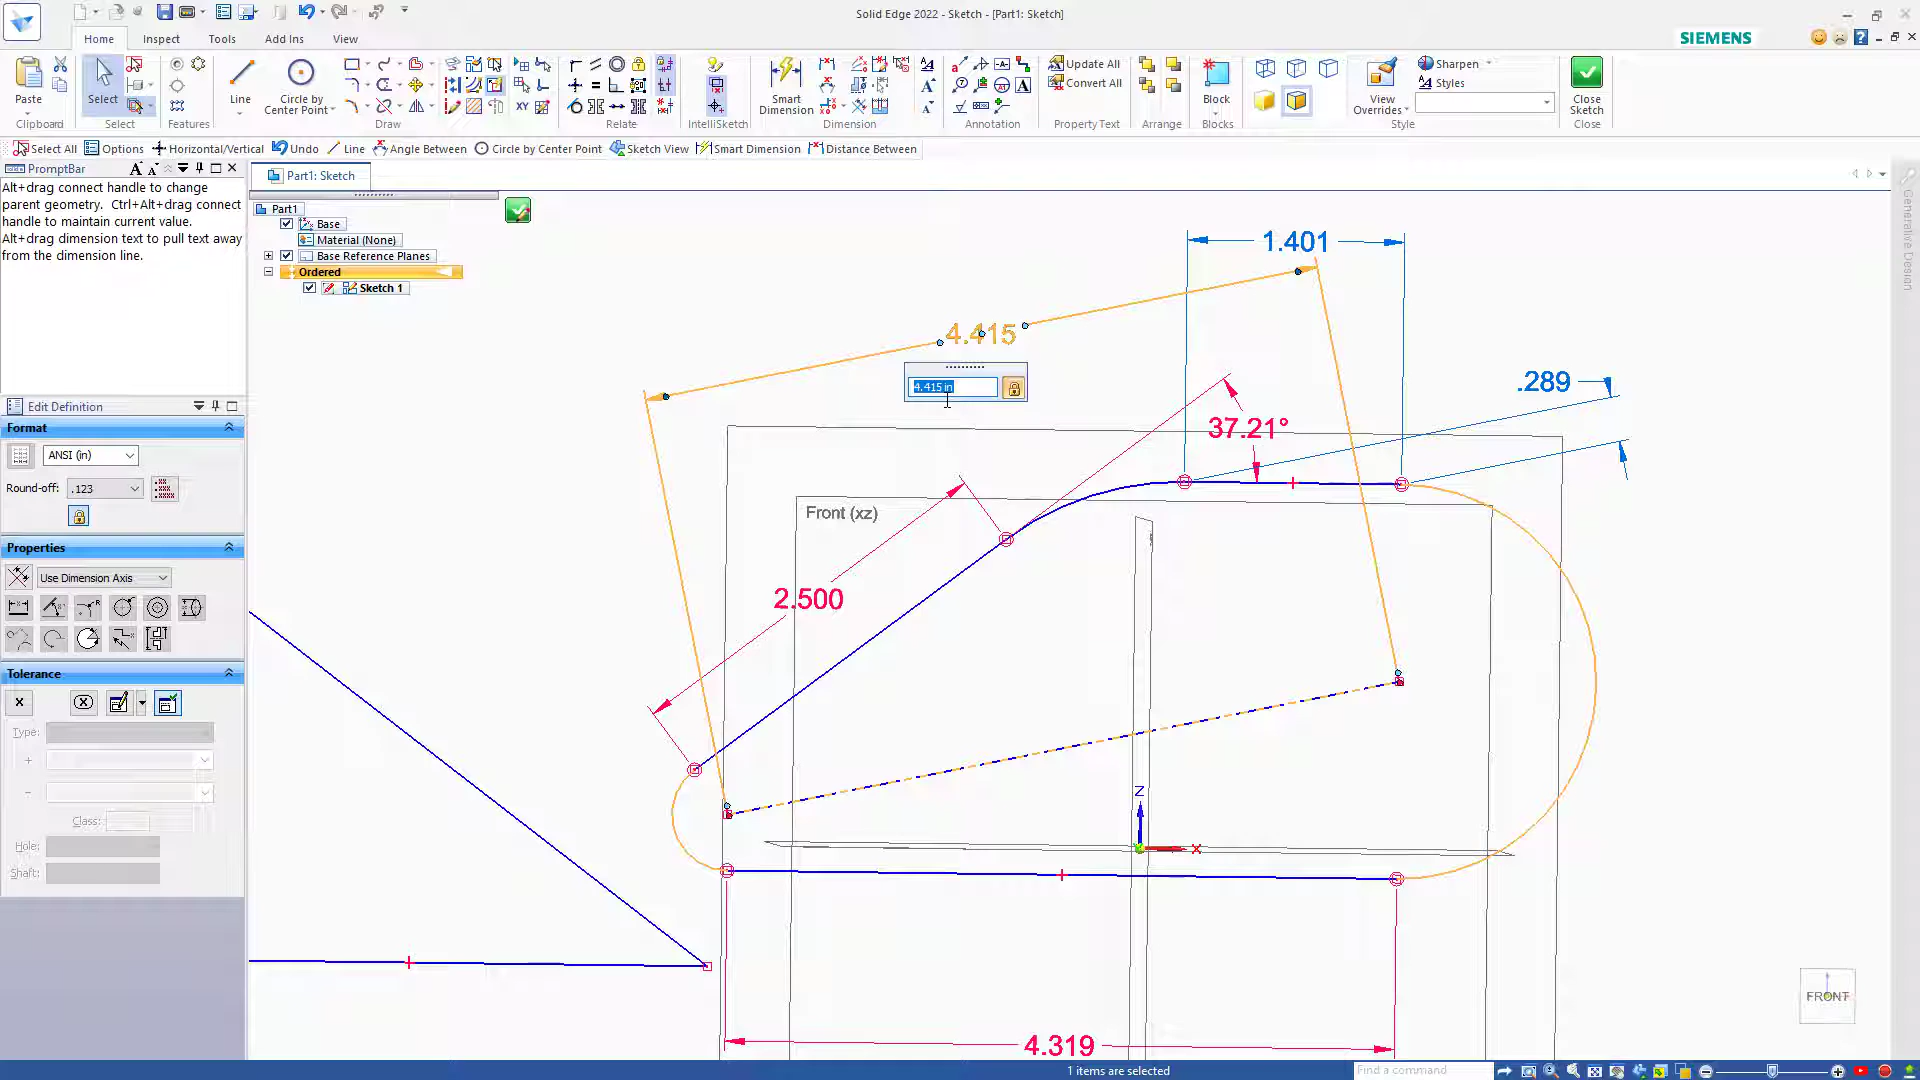 Solid Edge 2022 - Sketch - [Part1: Sketch]
Home
Inspect
Tools
Add Ins
View
SIEMENS
Paste
Clipboard
Select
Select
Features
Line
Circle by
Center Point
Draw
Relate
IntelliSketch
Smart
Dimension
Dimension
Annotation
Update All
Convert All
Property Text
Arrange
Block
Blocks
View
Overrides
Sharpen
Styles
Style
Close
Sketch
Close
Select All
Options
Horizontal/Vertical
Undo
Line
Angle Between
Circle by Center Point
Sketch View
Smart Dimension
Distance Between
PromptBar
Alt+drag connect handle to change
parent geometry. Ctrl+Alt+drag connect
handle to maintain current value.
Alt+drag dimension text to pull text away
from the dimension line.
Part1: Sketch
Part1
Base
Material (None)
Base Reference Planes
Ordered
Sketch 1
Edit Definition
Format
ANSI (in)
Round-off:
.123
Properties
Use Dimension Axis
Tolerance
Type:
+
−
Class:
Hole:
Shaft:
1.401
4.415
4.415 in
.289
37.21°
Front (xz)
2.500
Z
X
4.319
FRONT
Generative Design
1 items are selected
Find a command